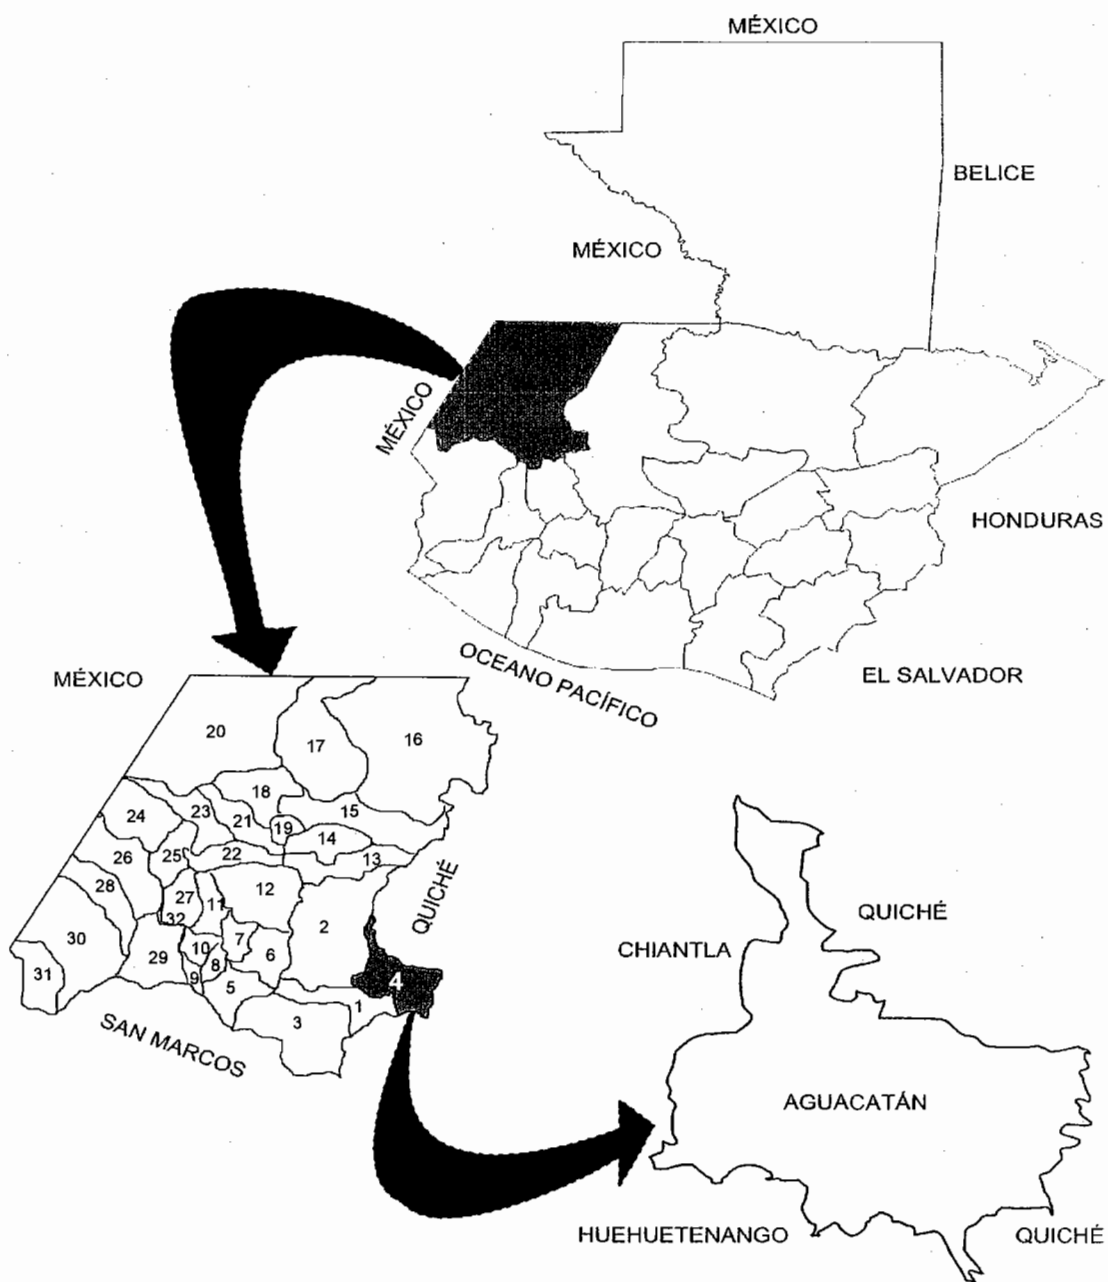 MÉXICO
BELICE
MÉXICO
MÉXICO
HONDURAS
EL SALVADOR
OCEANO PACÍFICO
MÉXICO
20
17
16
18
15
24
23
21
19
14
26
25
22
13
28
27
11
12
QUICHÉ
32
2
30
29
10
7
6
31
9
8
5
4
1
3
SAN MARCOS
QUICHÉ
CHIANTLA
AGUACATÁN
HUEHUETENANGO
QUICHÉ